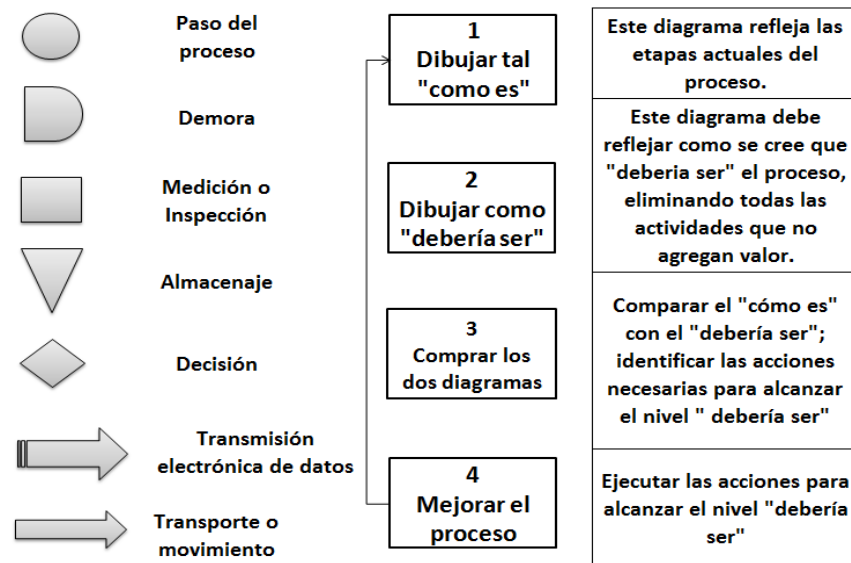 Paso del
proceso
Demora
Medición o
Inspección
Almacenaje
Decisión
Transmisión
electrónica de datos
Transporte o
movimiento
1
Dibujar tal
"como es"
2
Dibujar como
"debería ser"
3
Comprar los
dos diagramas
4
Mejorar el
proceso
Este diagrama refleja las
etapas actuales del
proceso.
Este diagrama debe
reflejar como se cree que
"deberia ser" el proceso,
eliminando todas las
actividades que no
agregan valor.
Comparar el "cómo es"
con el "debería ser";
identificar las acciones
necesarias para alcanzar
el nivel " debería ser"
Ejecutar las acciones para
alcanzar el nivel "debería
ser"